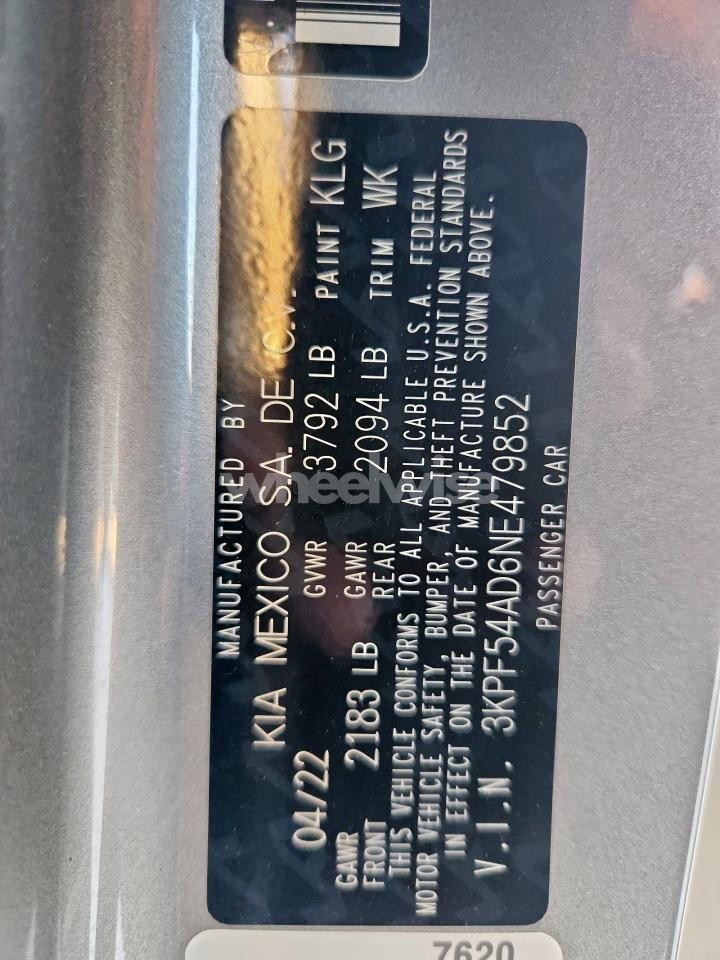 MANUFACTURED BY
KIA MEXICO S.A. DE C.V.
04/22 GVWR 3792 LB PAINT KLG
GAWR FRONT 2183 LB GAWR REAR 2094 LB TRIM WK
THIS VEHICLE CONFORMS TO ALL APPLICABLE U.S.A. FEDERAL
MOTOR VEHICLE SAFETY, BUMPER, AND THEFT PREVENTION STANDARDS
IN EFFECT ON THE DATE OF MANUFACTURE SHOWN ABOVE.
V.I.N. 3KPF54AD6NE479852
PASSENGER CAR
wheelwise
7620